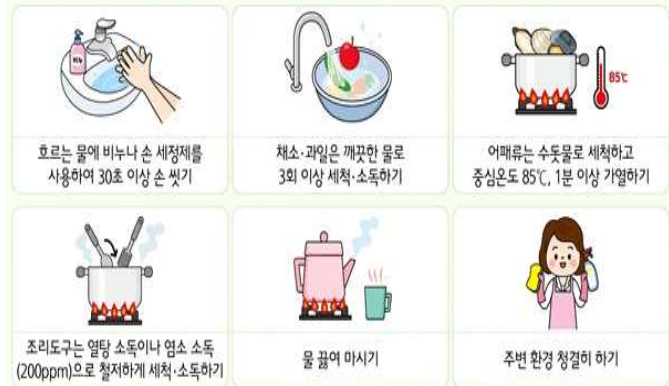 흐르는 물에 비누나 손 세정제를
사용하여 30초 이상 손 씻기
채소·과일은 깨끗한 물로
3회 이상 세척·소독하기
85℃
어패류는 수돗물로 세척하고
중심온도 85℃, 1분 이상 가열하기
조리도구는 열탕 소독이나 염소 소독
(200ppm)으로 철저하게 세척·소독하기
물 끓여 마시기
주변 환경 청결히 하기